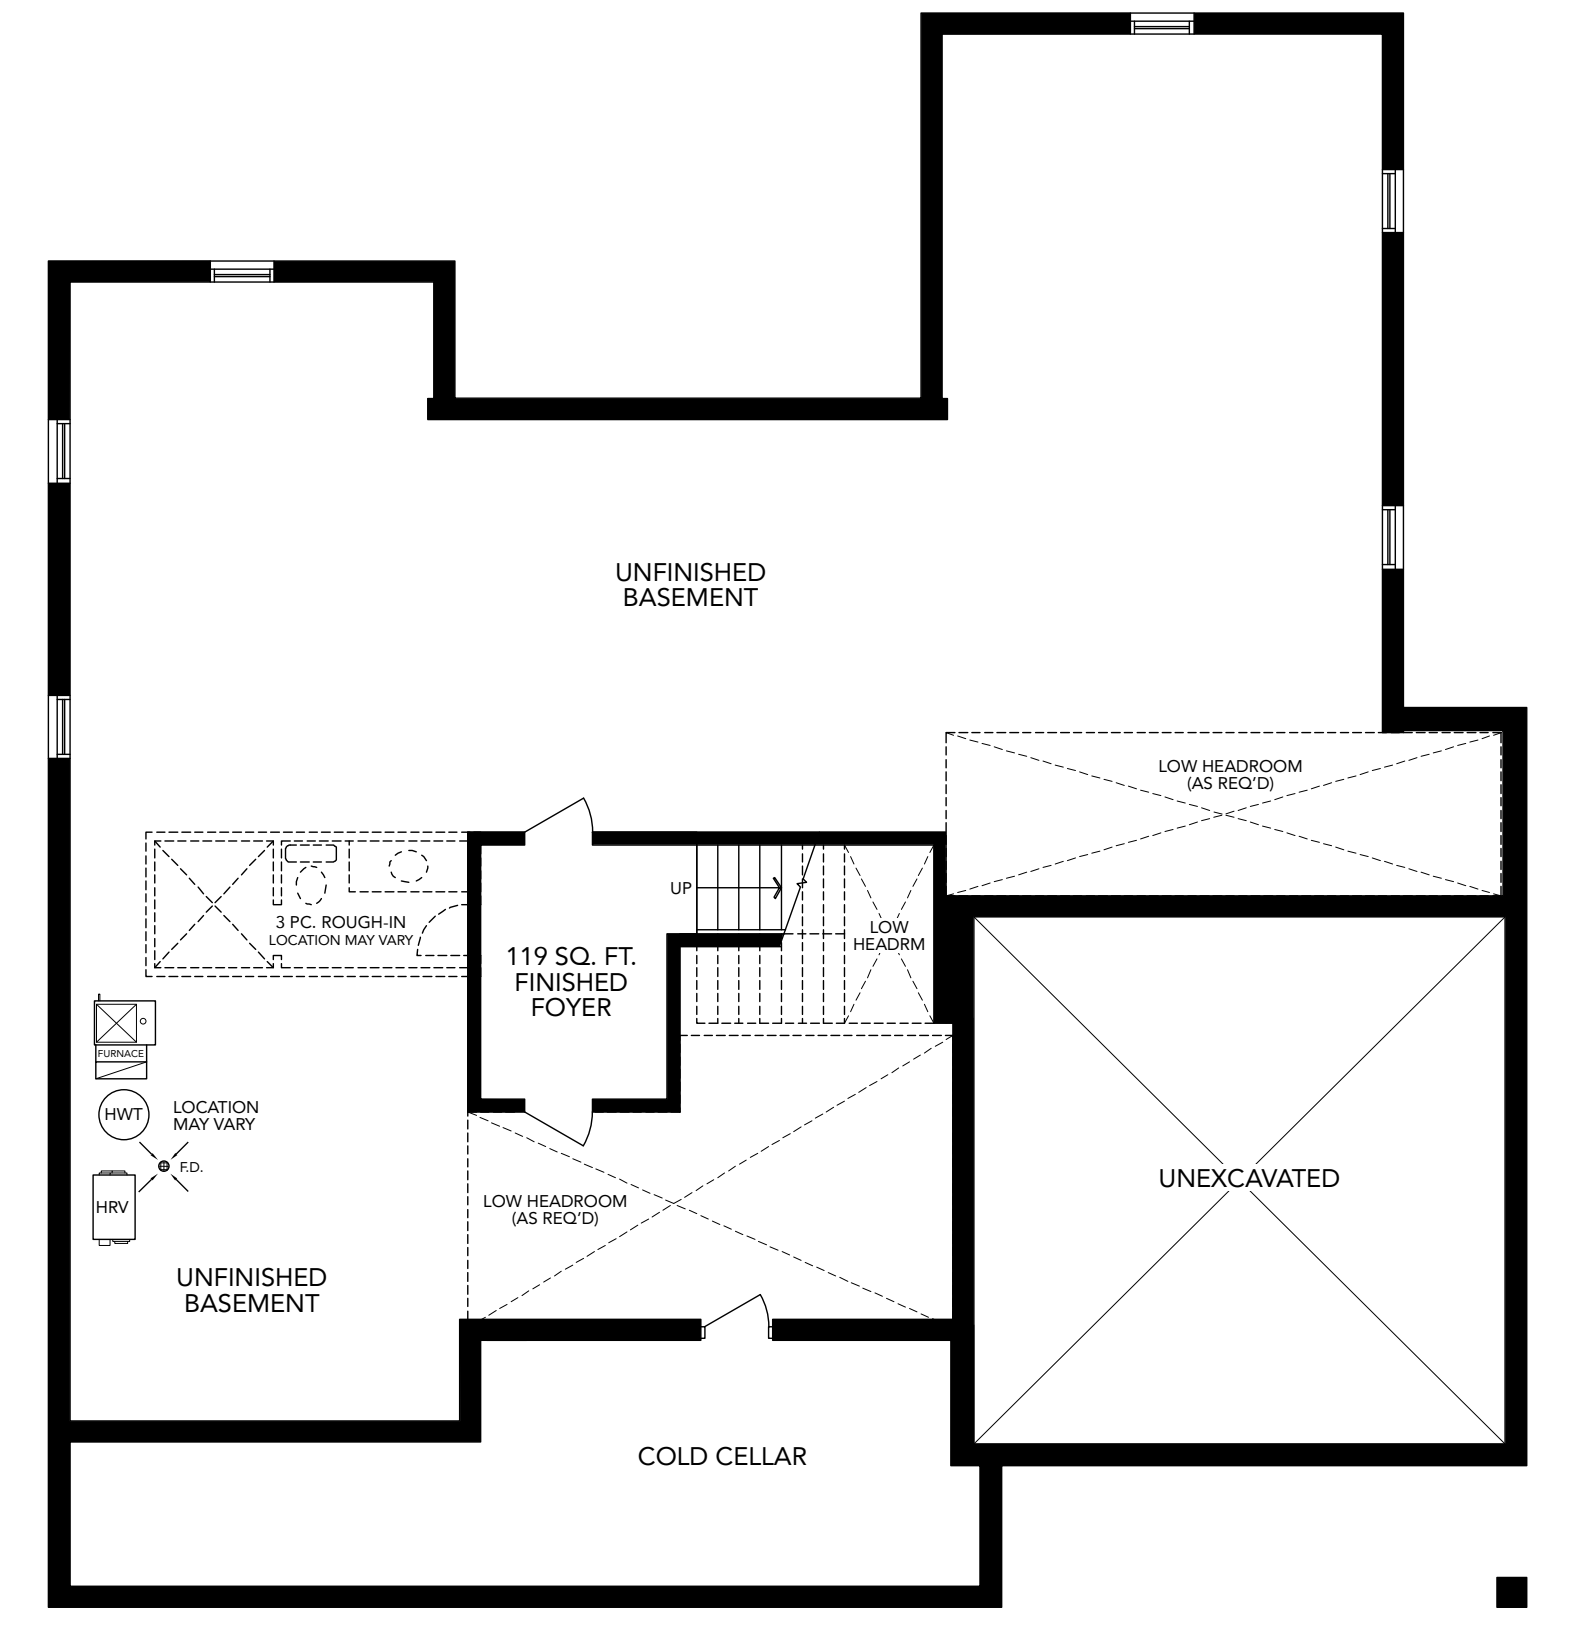 UNFINISHED
BASEMENT
LOW HEADROOM
(AS REQ'D)
UP
3 PC. ROUGH-IN
LOCATION MAY VARY
LOW
HEADRM
119 SQ. FT.
FINISHED
FOYER
FURNACE
HWT
LOCATION
MAY VARY
F.D.
HRV
LOW HEADROOM
(AS REQ'D)
UNEXCAVATED
UNFINISHED
BASEMENT
COLD CELLAR